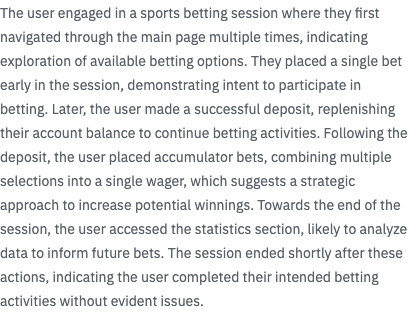 The user engaged in a sports betting session where they first
navigated through the main page multiple times, indicating
exploration of available betting options. They placed a single bet
early in the session, demonstrating intent to participate in
betting. Later, the user made a successful deposit, replenishing
their account balance to continue betting activities. Following the
deposit, the user placed accumulator bets, combining multiple
selections into a single wager, which suggests a strategic
approach to increase potential winnings. Towards the end of the
session, the user accessed the statistics section, likely to analyze
data to inform future bets. The session ended shortly after these
actions, indicating the user completed their intended betting
activities without evident issues.